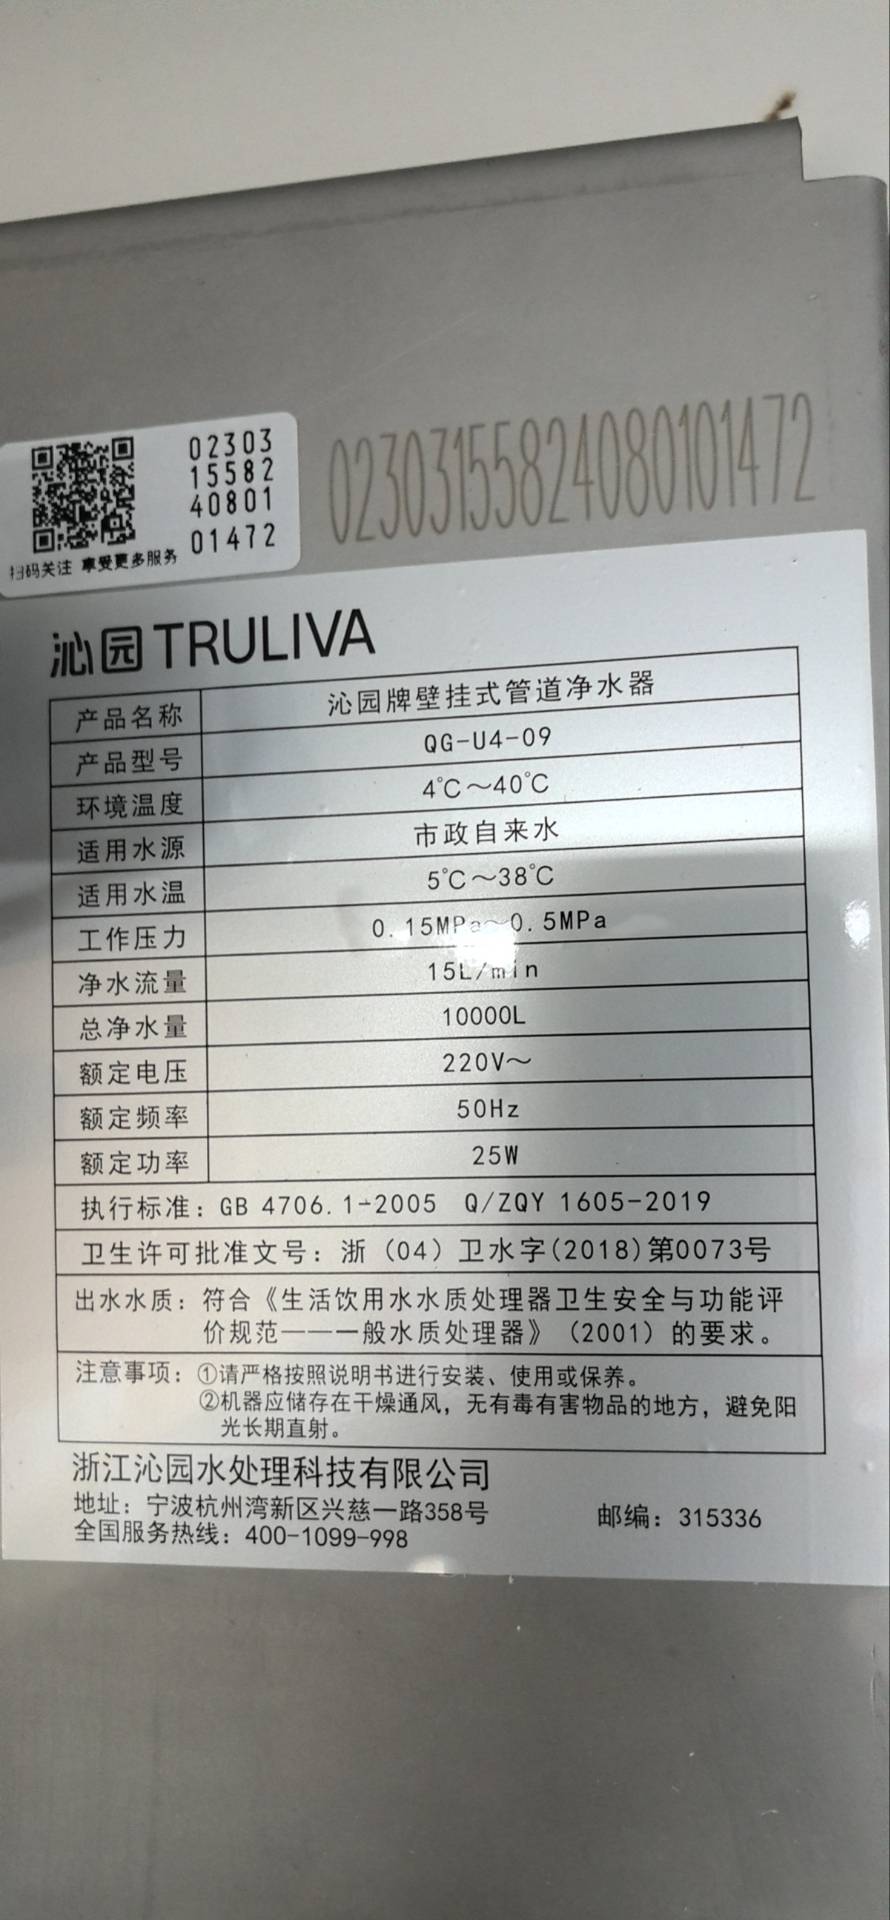 02303
15582
40801
01472
扫码关注 享受更多服务
02303155824080101472
沁园TRULIVA
产品名称 沁园牌壁挂式管道净水器
产品型号 QG-U4-09
环境温度 4℃～40℃
适用水源 市政自来水
适用水温 5℃～38℃
工作压力 0.15MPa～0.5MPa
净水流量 15L/min
总净水量 10000L
额定电压 220V～
额定频率 50Hz
额定功率 25W
执行标准：GB 4706.1-2005 Q/ZQY 1605-2019
卫生许可批准文号：浙（04）卫水字(2018)第0073号
出水水质：符合《生活饮用水水质处理器卫生安全与功能评
价规范——一般水质处理器》（2001）的要求。
注意事项：①请严格按照说明书进行安装、使用或保养。
②机器应储存在干燥通风，无有毒有害物品的地方，避免阳
光长期直射。
浙江沁园水处理科技有限公司
地址：宁波杭州湾新区兴慈一路358号 邮编：315336
全国服务热线：400-1099-998